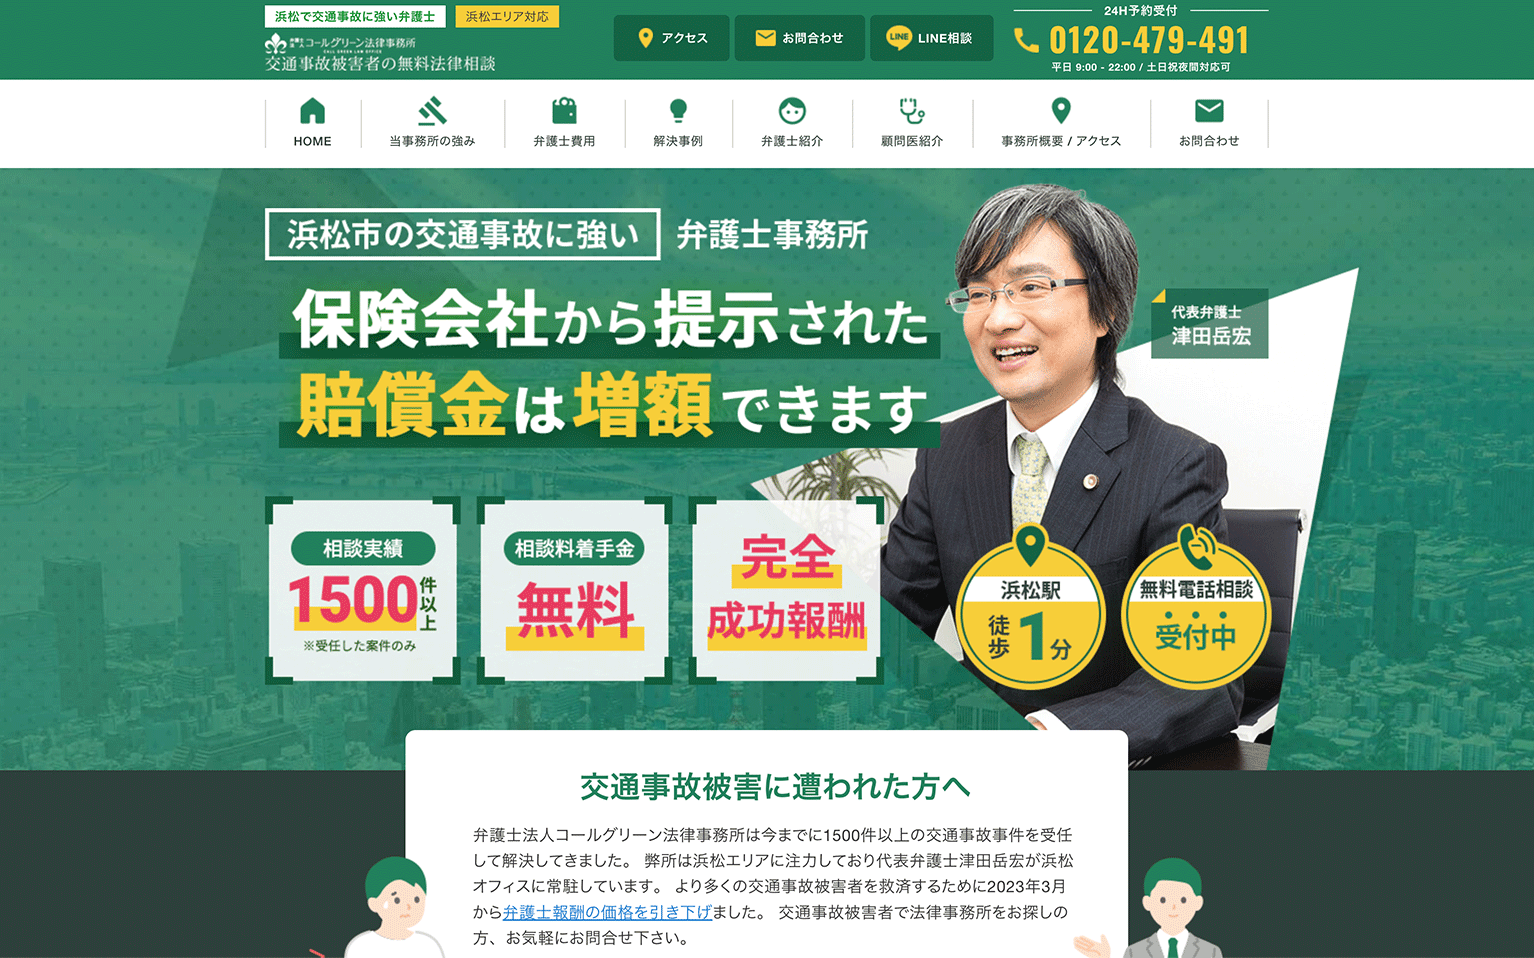 浜松で交通事故に強い弁護士
浜松エリア対応
弁護士法人コールグリーン法律事務所
CALL GREEN LAW OFFICE
交通事故被害者の無料法律相談
アクセス
お問合わせ
LINE
LINE相談
24H予約受付
0120-479-491
平日 9:00 - 22:00 / 土日祝夜間対応可
HOME
当事務所の強み
弁護士費用
解決事例
弁護士紹介
顧問医紹介
事務所概要 / アクセス
お問合わせ
浜松市の交通事故に強い 弁護士事務所
保険会社から提示された
賠償金は増額できます
代表弁護士
津田岳宏
相談実績
1500件以上
※受任した案件のみ
相談料着手金
無料
完全
成功報酬
浜松駅
徒歩1分
無料電話相談
受付中
交通事故被害に遭われた方へ
弁護士法人コールグリーン法律事務所は今までに1500件以上の交通事故事件を受任
して解決してきました。 弊所は浜松エリアに注力しており代表弁護士津田岳宏が浜松
オフィスに常駐しています。 より多くの交通事故被害者を救済するために2023年3月
から弁護士報酬の価格を引き下げました。 交通事故被害者で法律事務所をお探しの
方、お気軽にお問合せ下さい。